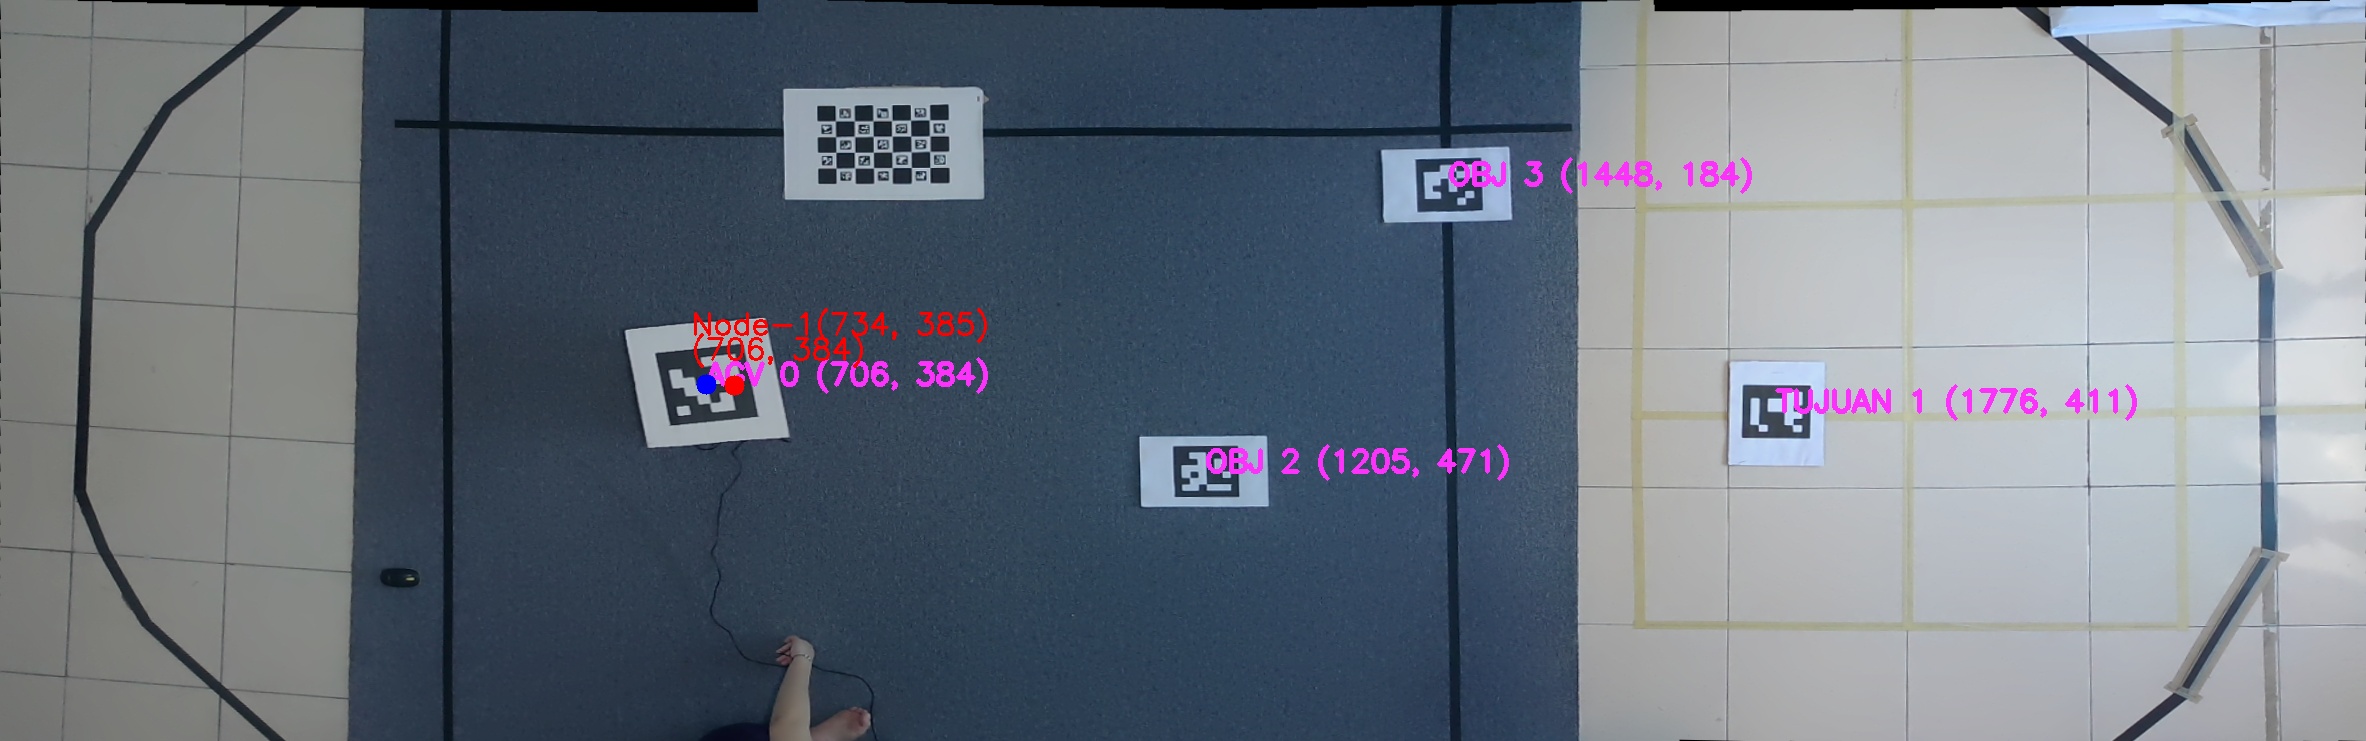 OBJ 3 (1448, 184)
Node-1(734, 385)
(706, 384)
AGV 0 (706, 384)
TUJUAN 1 (1776, 411)
OBJ 2 (1205, 471)